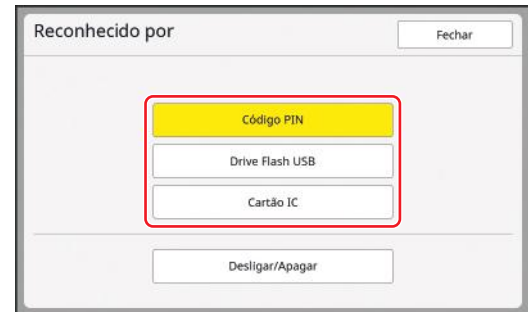 Reconhecido por
Fechar
Código PIN
Drive Flash USB
Cartão IC
Desligar/Apagar